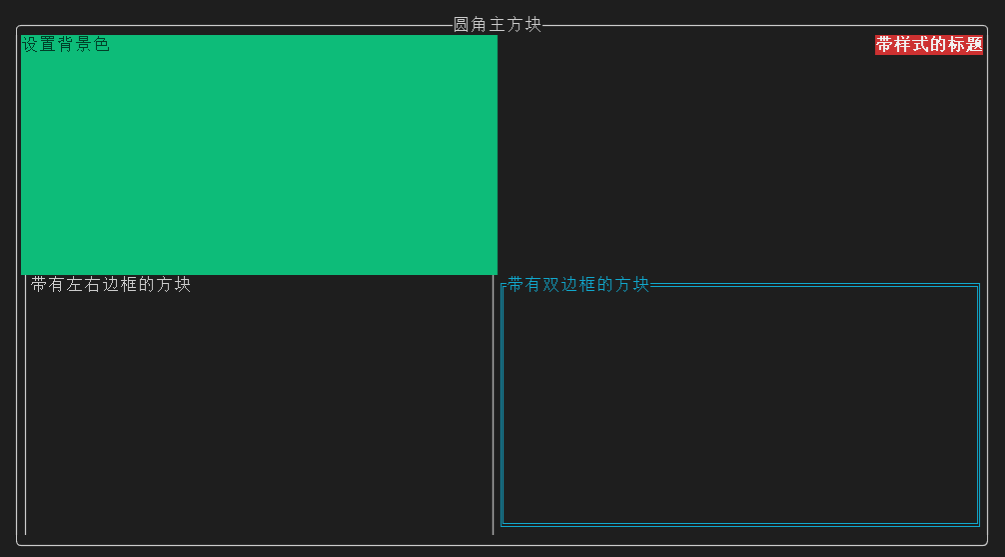 圆角主方块
设置背景色
带样式的标题
带有左右边框的方块
带有双边框的方块